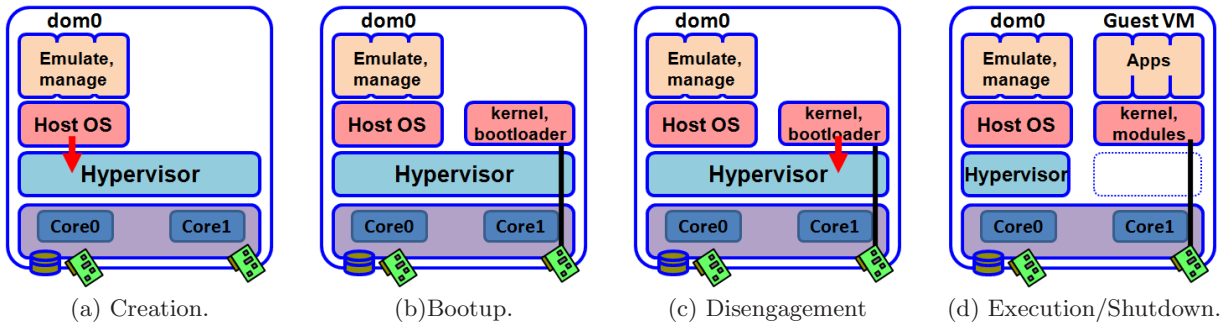 dom0
Emulate,
manage
Host OS
Hypervisor
Core0
Core1
(a) Creation.
dom0
Emulate,
manage
Host OS
kernel,
bootloader
Hypervisor
Core0
Core1
(b)Bootup.
dom0
Emulate,
manage
Host OS
kernel,
bootloader
Hypervisor
Core0
Core1
(c) Disengagement
dom0
Guest VM
Emulate,
manage
Apps
Host OS
kernel,
modules
Hypervisor
Core0
Core1
(d) Execution/Shutdown.